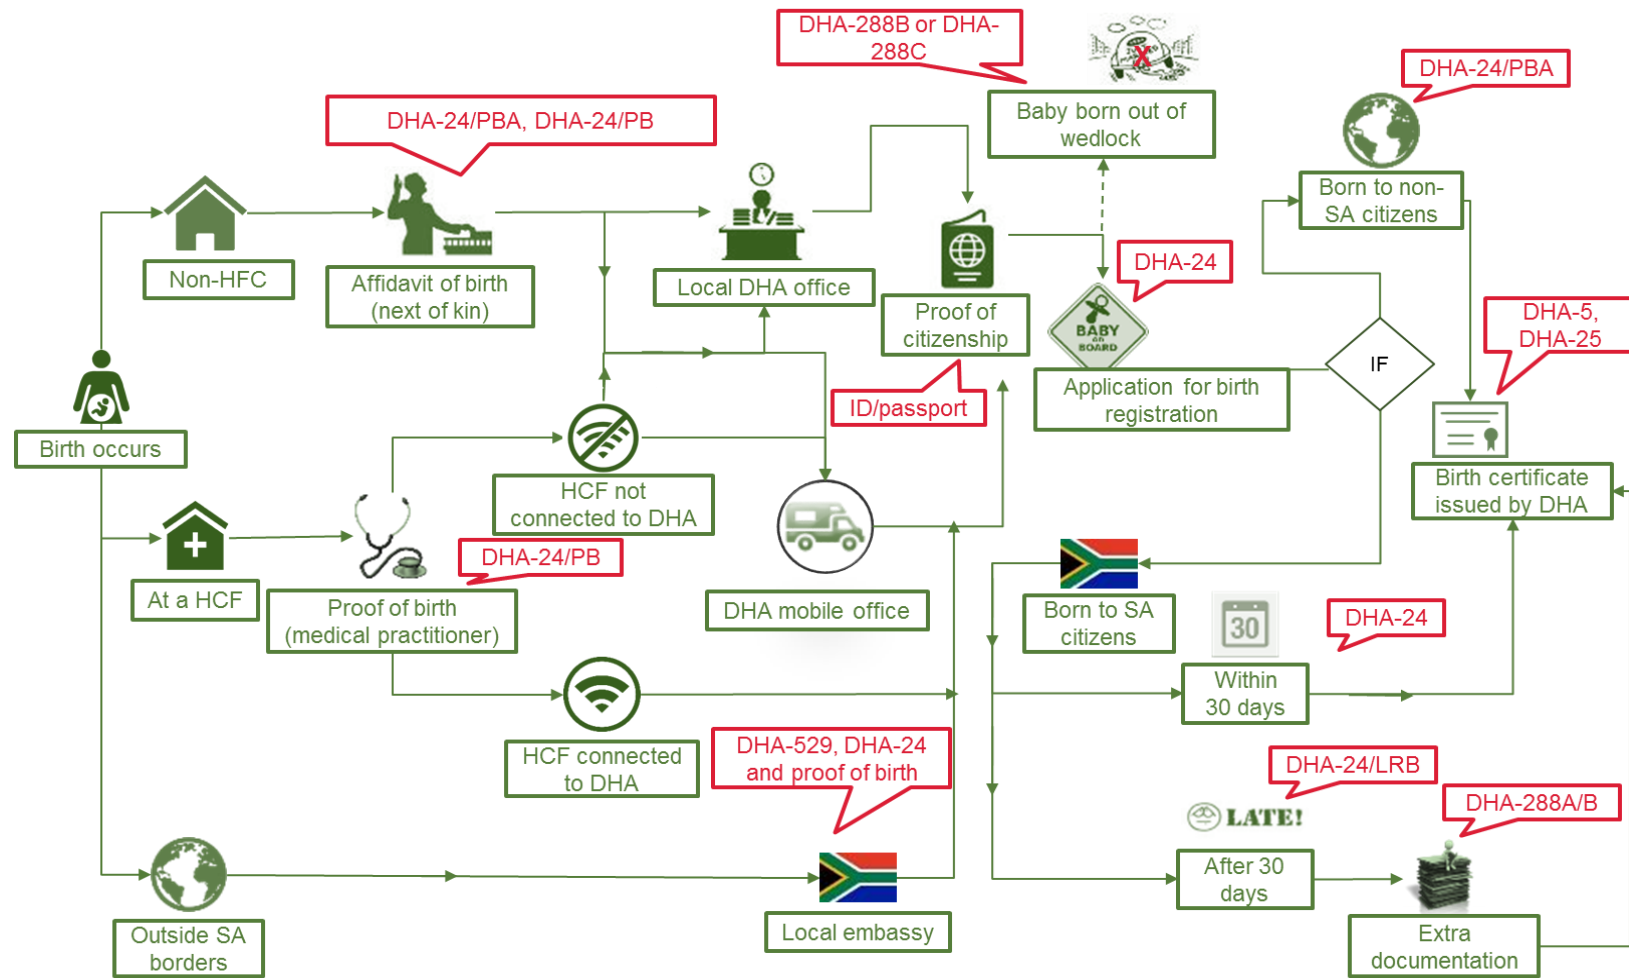 DHA-288B or DHA-
288C
DHA-24/PBA
DHA-24/PBA, DHA-24/PB
Baby born out of
wedlock
Born to non-
SA citizens
Non-HFC
Affidavit of birth
(next of kin)
Local DHA office
DHA-24
Proof of
citizenship
BABY
ON
BOARD
DHA-5,
DHA-25
IF
ID/passport
Application for birth
registration
Birth occurs
HCF not
connected to DHA
Birth certificate
issued by DHA
DHA-24/PB
At a HCF
Proof of birth
(medical practitioner)
DHA mobile office
Born to SA
citizens
30
DHA-24
Within
30 days
HCF connected
to DHA
DHA-529, DHA-24
and proof of birth
DHA-24/LRB
DHA-288A/B
LATE!
After 30
days
Outside SA
borders
Local embassy
Extra
documentation